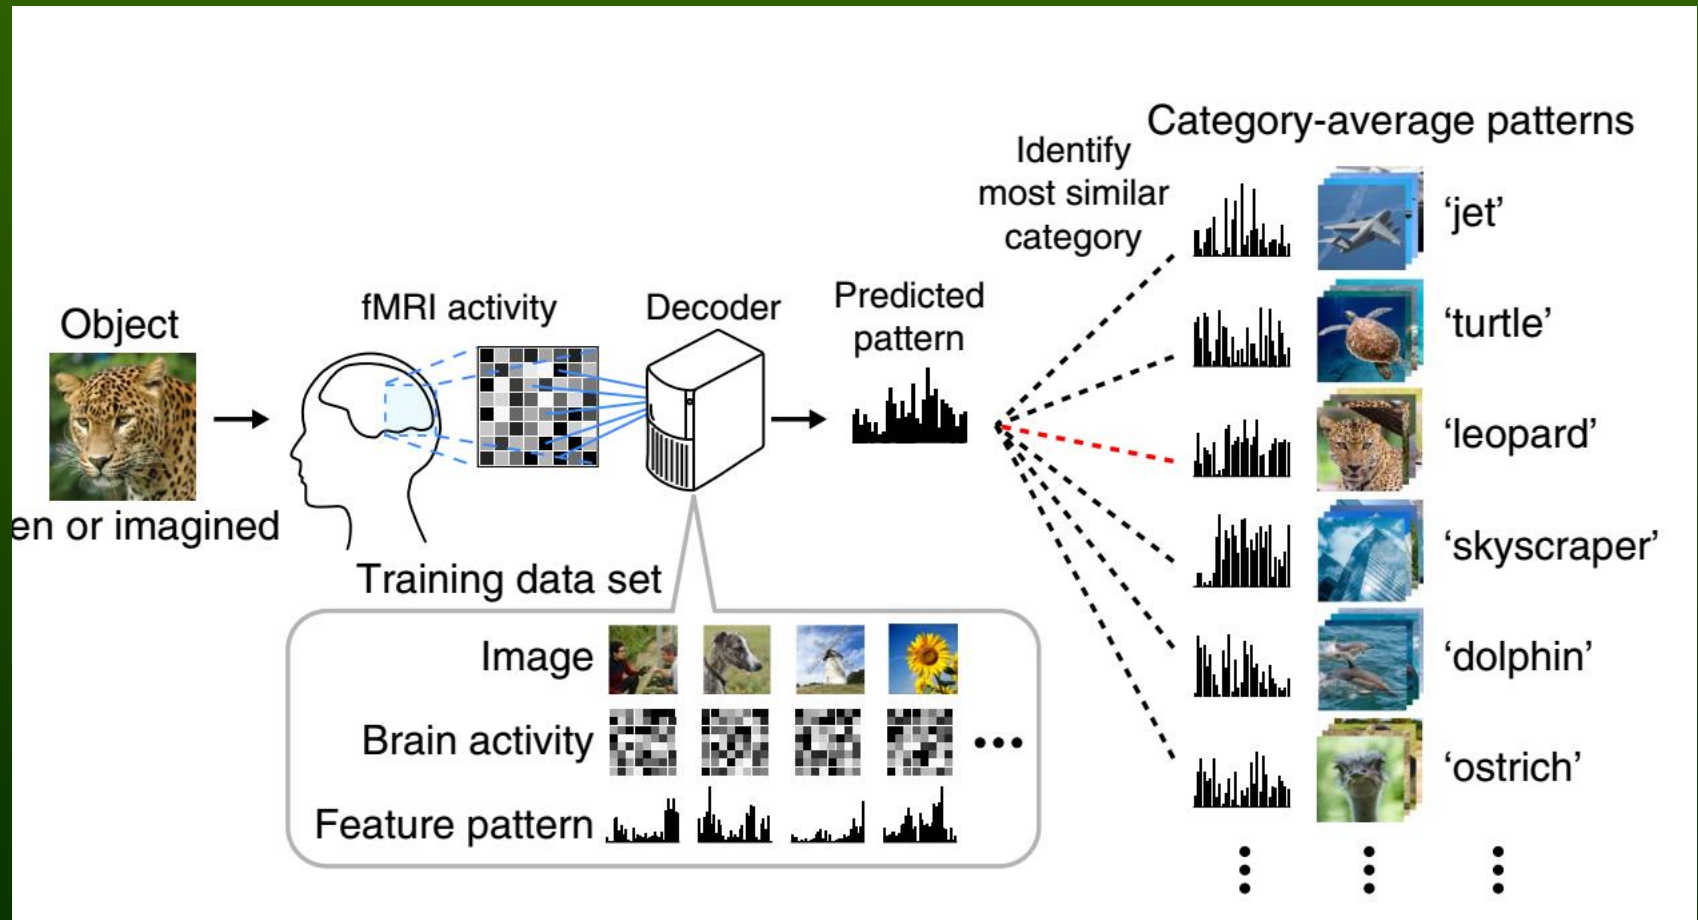 Category-average patterns
Identify
most similar
category
'jet'
'turtle'
'leopard'
'skyscraper'
'dolphin'
'ostrich'
Object
en or imagined
fMRI activity
Decoder
Predicted
pattern
Training data set
Image
Brain activity
Feature pattern